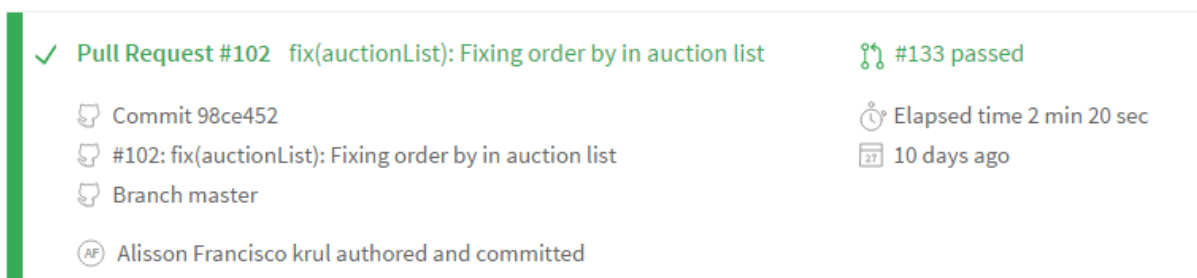 Pull Request #102 fix(auctionList): Fixing order by in auction list
#133 passed
Commit 98ce452
Elapsed time 2 min 20 sec
#102: fix(auctionList): Fixing order by in auction list
27 10 days ago
Branch master
AF Alisson Francisco krul authored and committed